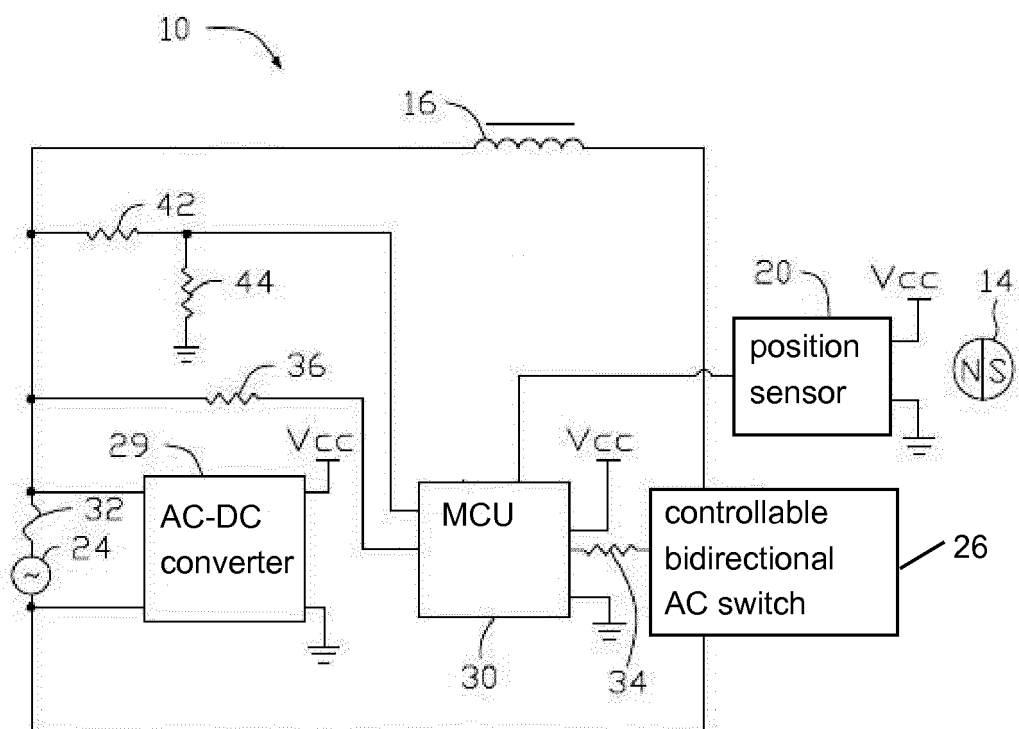 10
16
42
44
20
Vcc
14
position
sensor
N S
36
29
Vcc
Vcc
32
24
~
AC-DC
converter
MCU
controllable
bidirectional
AC switch
26
30
34